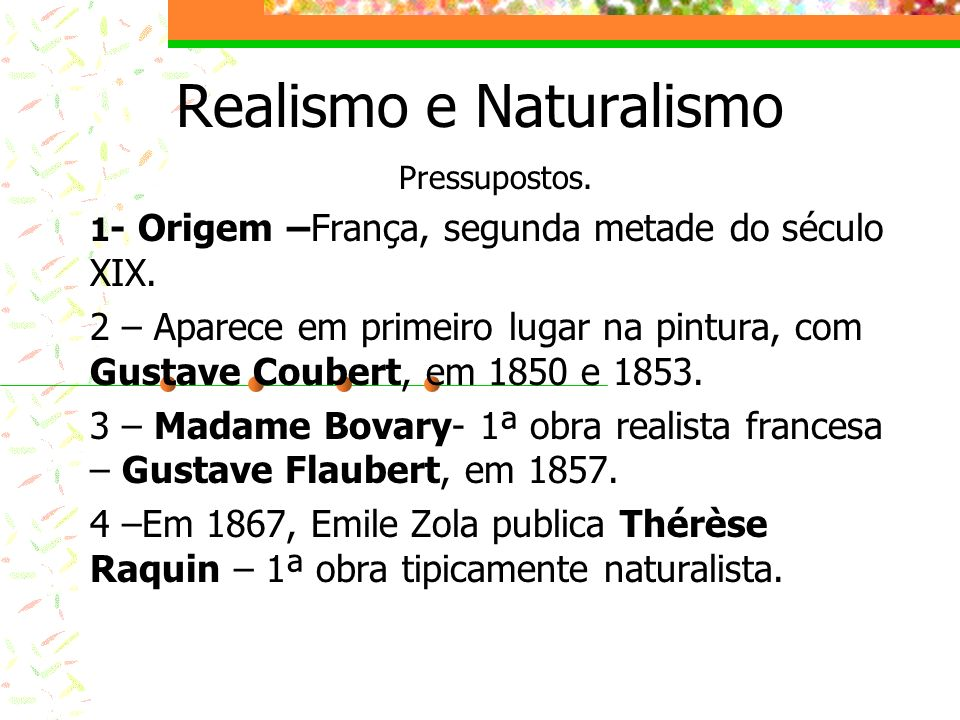 Realismo e Naturalismo
Pressupostos.
1- Origem –França, segunda metade do século
XIX.
2 – Aparece em primeiro lugar na pintura, com
Gustave Coubert, em 1850 e 1853.
3 – Madame Bovary- 1ª obra realista francesa
– Gustave Flaubert, em 1857.
4 –Em 1867, Emile Zola publica Thérèse
Raquin – 1ª obra tipicamente naturalista.